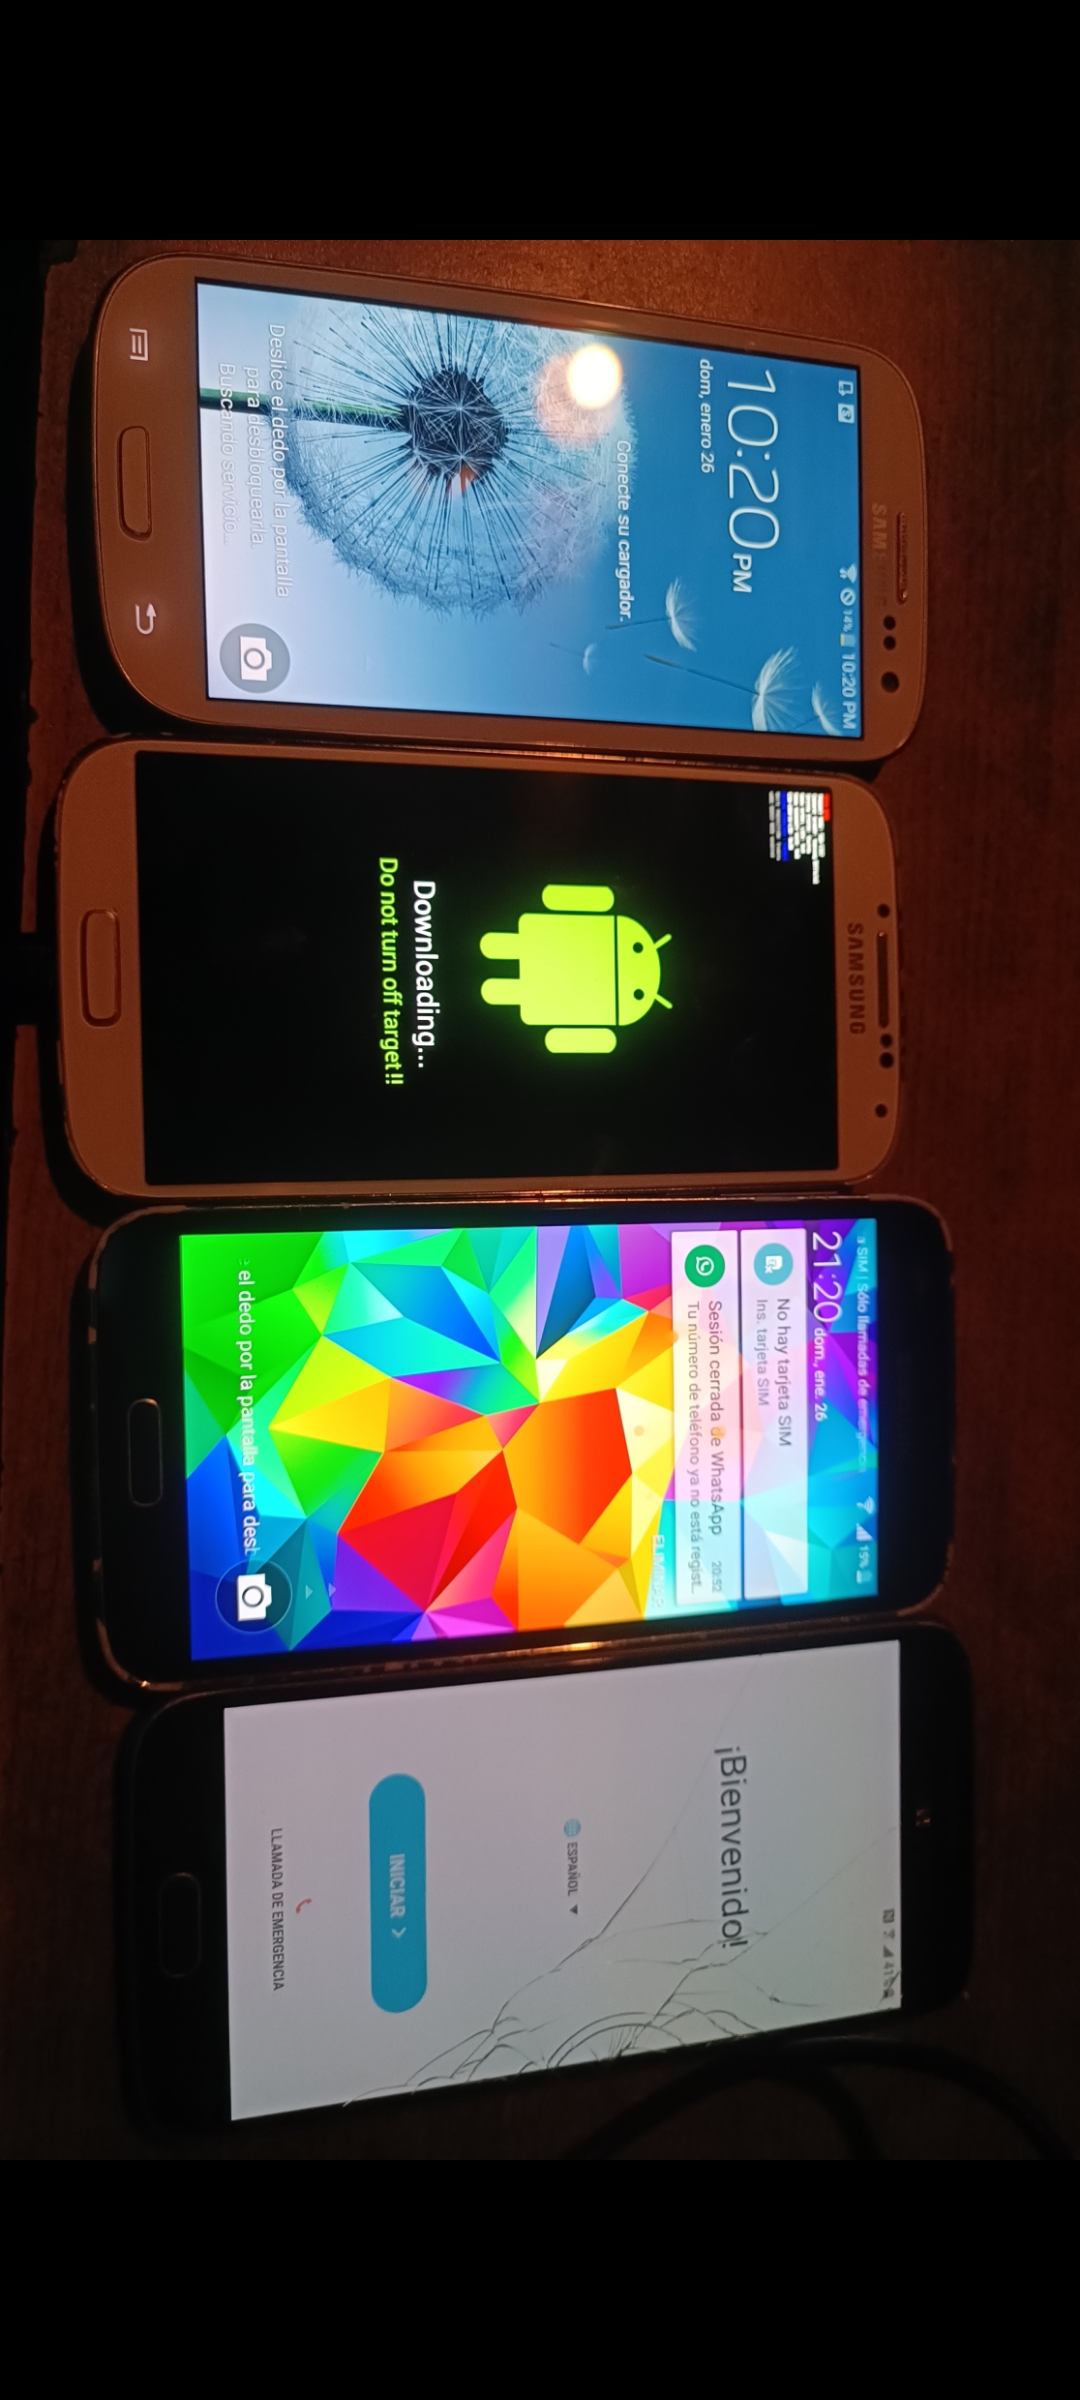 10:20 PM
14%
SAMSUNG
10:20 PM
dom, enero 26
Conecte su cargador.
Deslice el dedo por la pantalla
para desbloquearla.
Buscando servicio...
SAMSUNG
Downloading...
Do not turn off target!!
SIM | Sólo llamadas de emergencia
15%
21:20 dom., ene. 26
No hay tarjeta SIM
Ins. tarjeta SIM
Sesión cerrada de WhatsApp 20:52
Tu número de teléfono ya no está regist...
el dedo por la pantalla para des
41%
¡Bienvenido!
ESPAÑOL
INICIAR >
LLAMADA DE EMERGENCIA